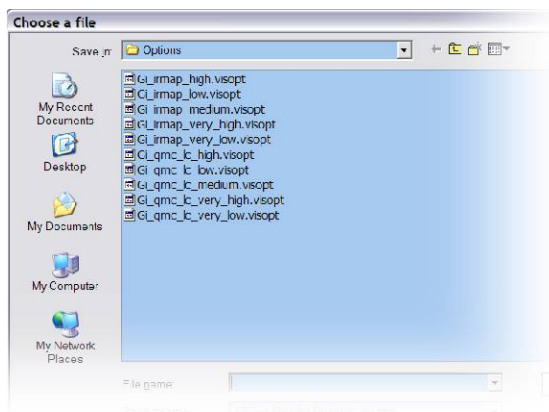 Choose a file
Save in:
Options
Gi_irmap_high.visopt
Gi_irmap_low.visopt
Gi_irmap_medium.visopt
Gi_irmap_very_high.visopt
Gi_irmap_very_low.visopt
Gi_qmc_lc_high.visopt
Gi_qmc_lc_low.visopt
Gi_qmc_lc_medium.visopt
Gi_qmc_lc_very_high.visopt
Gi_qmc_lc_very_low.visopt
My Recent
Documents
Desktop
My Documents
My Computer
My Network
Places
File name: